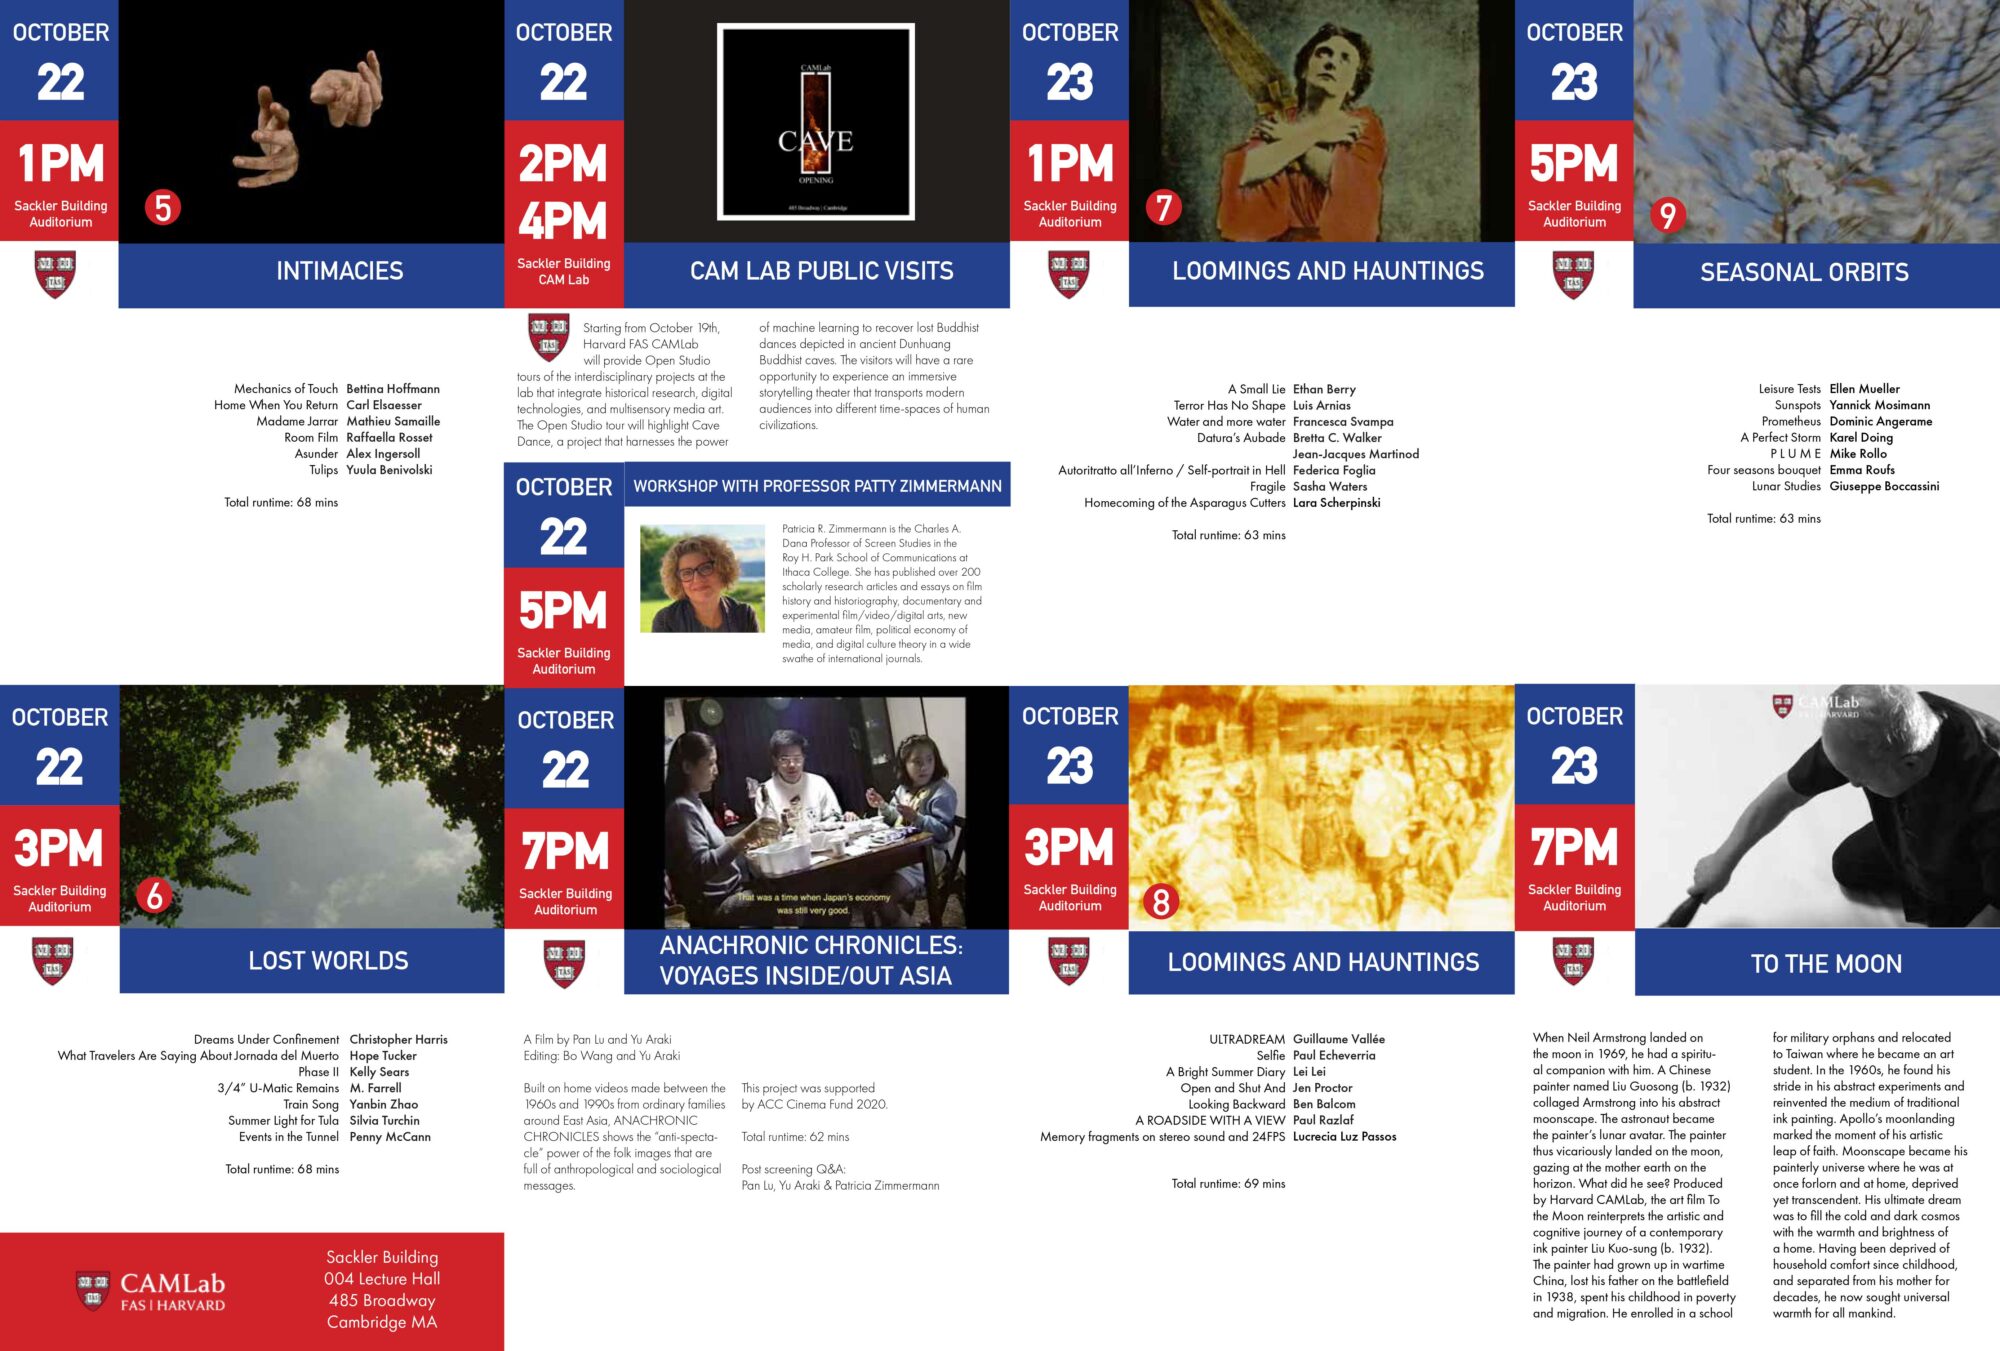 OCTOBER
22
1PM
Sackler Building
Auditorium
5
INTIMACIES
Mechanics of Touch Bettina Hoffmann
Home When You Return Carl Elsaesser
Madame Jarrar Mathieu Samaille
Room Film Raffaella Rosset
Asunder Alex Ingersoll
Tulips Yuula Benivolski
Total runtime: 68 mins
OCTOBER
22
3PM
Sackler Building
Auditorium
6
LOST WORLDS
Dreams Under Confinement Christopher Harris
What Travelers Are Saying About Jornada del Muerto Hope Tucker
Phase II Kelly Sears
3/4” U-Matic Remains M. Farrell
Train Song Yanbin Zhao
Summer Light for Tula Silvia Turchin
Events in the Tunnel Penny McCann
Total runtime: 68 mins
CAMLab
FAS | HARVARD
Sackler Building
004 Lecture Hall
485 Broadway
Cambridge MA
OCTOBER
22
2PM
4PM
Sackler Building
CAM Lab
CAMLab
CAVE
OPENING
485 Broadway | Cambridge
CAM LAB PUBLIC VISITS
Starting from October 19th,
Harvard FAS CAMLab
will provide Open Studio
tours of the interdisciplinary projects at the
lab that integrate historical research, digital
technologies, and multisensory media art.
The Open Studio tour will highlight Cave
Dance, a project that harnesses the power
of machine learning to recover lost Buddhist
dances depicted in ancient Dunhuang
Buddhist caves. The visitors will have a rare
opportunity to experience an immersive
storytelling theater that transports modern
audiences into different time-spaces of human
civilizations.
OCTOBER
22
5PM
Sackler Building
Auditorium
WORKSHOP WITH PROFESSOR PATTY ZIMMERMANN
Patricia R. Zimmermann is the Charles A.
Dana Professor of Screen Studies in the
Roy H. Park School of Communications at
Ithaca College. She has published over 200
scholarly research articles and essays on film
history and historiography, documentary and
experimental film/video/digital arts, new
media, amateur film, political economy of
media, and digital culture theory in a wide
swathe of international journals.
OCTOBER
22
7PM
Sackler Building
Auditorium
That was a time when Japan's economy
was still very good.
ANACHRONIC CHRONICLES:
VOYAGES INSIDE/OUT ASIA
A Film by Pan Lu and Yu Araki
Editing: Bo Wang and Yu Araki
Built on home videos made between the
1960s and 1990s from ordinary families
around East Asia, ANACHRONIC
CHRONICLES shows the “anti-specta-
cle” power of the folk images that are
full of anthropological and sociological
messages.
This project was supported
by ACC Cinema Fund 2020.
Total runtime: 62 mins
Post screening Q&A:
Pan Lu, Yu Araki & Patricia Zimmermann
OCTOBER
23
1PM
Sackler Building
Auditorium
7
LOOMINGS AND HAUNTINGS
A Small Lie Ethan Berry
Terror Has No Shape Luis Arnias
Water and more water Francesca Svampa
Datura’s Aubade Bretta C. Walker
Jean-Jacques Martinod
Autoritratto all’Inferno / Self-portrait in Hell Federica Foglia
Fragile Sasha Waters
Homecoming of the Asparagus Cutters Lara Scherpinski
Total runtime: 63 mins
OCTOBER
23
3PM
Sackler Building
Auditorium
8
LOOMINGS AND HAUNTINGS
ULTRADREAM Guillaume Vallée
Selfie Paul Echeverria
A Bright Summer Diary Lei Lei
Open and Shut And Jen Proctor
Looking Backward Ben Balcom
A ROADSIDE WITH A VIEW Paul Razlaf
Memory fragments on stereo sound and 24FPS Lucrecia Luz Passos
Total runtime: 69 mins
OCTOBER
23
5PM
Sackler Building
Auditorium
9
SEASONAL ORBITS
Leisure Tests Ellen Mueller
Sunspots Yannick Mosimann
Prometheus Dominic Angerame
A Perfect Storm Karel Doing
P L U M E Mike Rollo
Four seasons bouquet Emma Roufs
Lunar Studies Giuseppe Boccassini
Total runtime: 63 mins
OCTOBER
23
7PM
Sackler Building
Auditorium
CAMLab
FAS | HARVARD
TO THE MOON
When Neil Armstrong landed on
the moon in 1969, he had a spiritu-
al companion with him. A Chinese
painter named Liu Guosong (b. 1932)
collaged Armstrong into his abstract
moonscape. The astronaut became
the painter’s lunar avatar. The painter
thus vicariously landed on the moon,
gazing at the mother earth on the
horizon. What did he see? Produced
by Harvard CAMLab, the art film To
the Moon reinterprets the artistic and
cognitive journey of a contemporary
ink painter Liu Kuo-sung (b. 1932).
The painter had grown up in wartime
China, lost his father on the battlefield
in 1938, spent his childhood in poverty
and migration. He enrolled in a school
for military orphans and relocated
to Taiwan where he became an art
student. In the 1960s, he found his
stride in his abstract experiments and
reinvented the medium of traditional
ink painting. Apollo’s moonlanding
marked the moment of his artistic
leap of faith. Moonscape became his
painterly universe where he was at
once forlorn and at home, deprived
yet transcendent. His ultimate dream
was to fill the cold and dark cosmos
with the warmth and brightness of
a home. Having been deprived of
household comfort since childhood,
and separated from his mother for
decades, he now sought universal
warmth for all mankind.